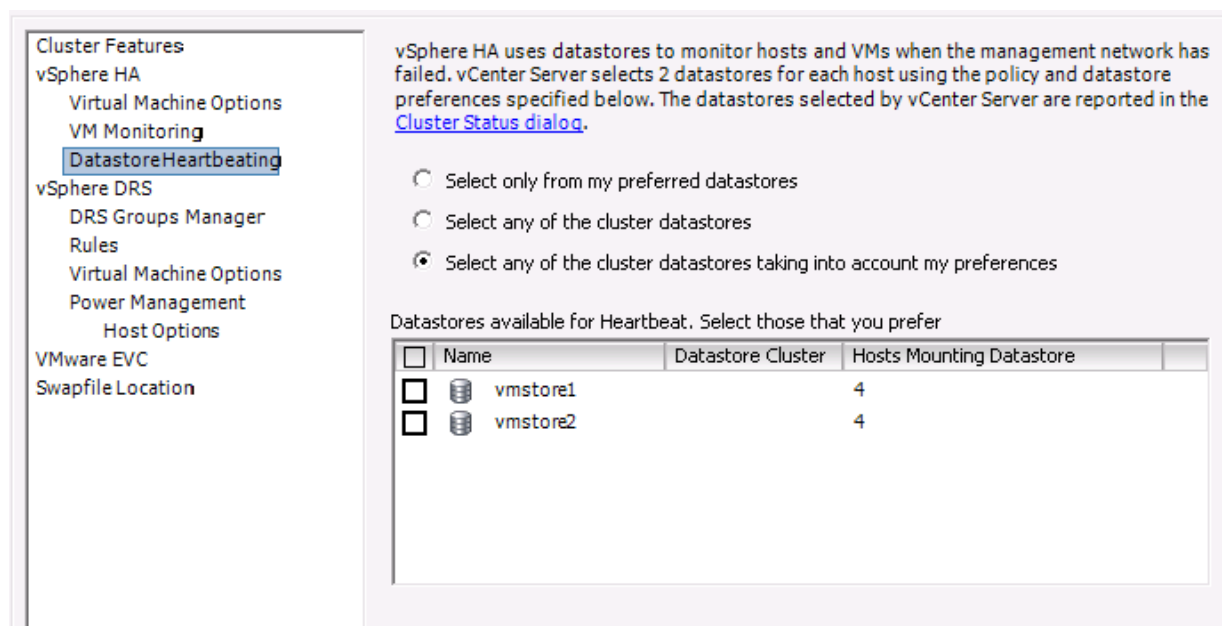 Cluster Features
vSphere HA
Virtual Machine Options
VM Monitoring
Datastore Heartbeating
vSphere DRS
DRS Groups Manager
Rules
Virtual Machine Options
Power Management
Host Options
VMware EVC
Swapfile Location
vSphere HA uses datastores to monitor hosts and VMs when the management network has
failed. vCenter Server selects 2 datastores for each host using the policy and datastore
preferences specified below. The datastores selected by vCenter Server are reported in the
Cluster Status dialog.
Select only from my preferred datastores
Select any of the cluster datastores
Select any of the cluster datastores taking into account my preferences
Datastores available for Heartbeat. Select those that you prefer
Name Datastore Cluster Hosts Mounting Datastore
vmstore1 4
vmstore2 4